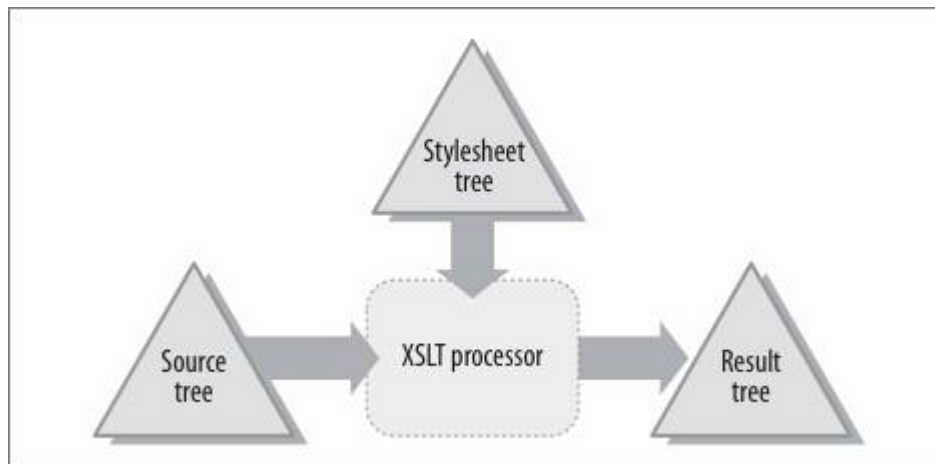 Stylesheet
tree
Source
tree
XSLT processor
Result
tree